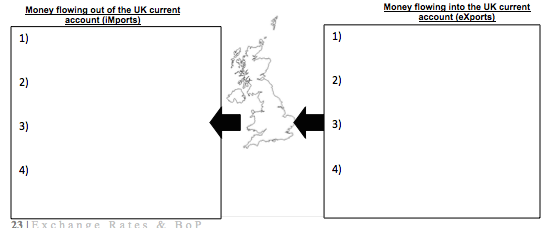 Money flowing out of the UK current
account (iMports)
1)
2)
3)
4)
Money flowing into the UK current
account (eXports)
1)
2)
3)
4)
23 | Exchange Rates & BoP